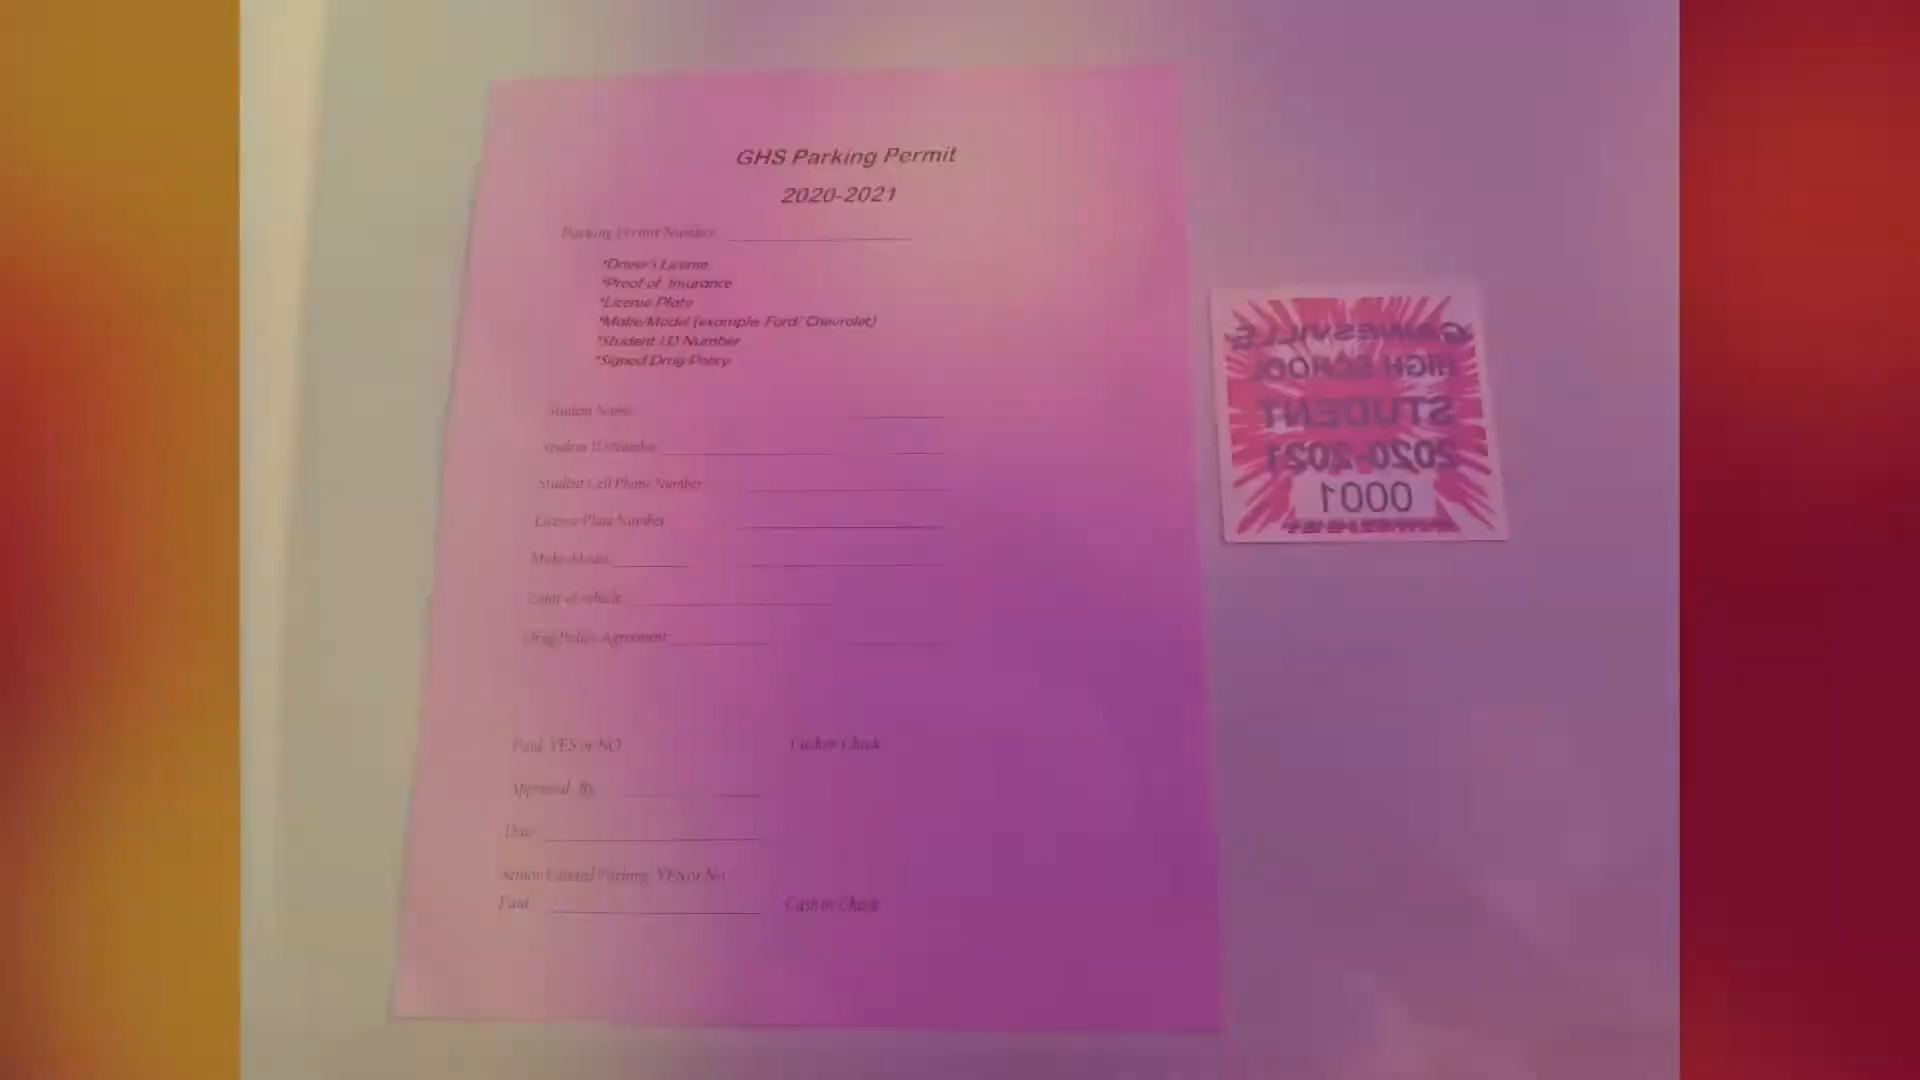 GHS Parking Permit
2020-2021
Parking Permit Number
*Driver's License
*Proof of Insurance
*License Plate
*Make/Model (example: Ford/ Chevrolet)
*Student I.D Number
*Signed Drug Policy
Student Name
Student ID Number
Student Cell Phone Number
License Plate Number
Make/Model
Color of vehicle
Drug Policy Agreement
Paid: YES or NO Cash or Check
Approved By
Date
Senior Parking: YES or No
Paid Cash or Check
GAINESVILLE
HIGH SCHOOL
STUDENT
2020-2021
0001